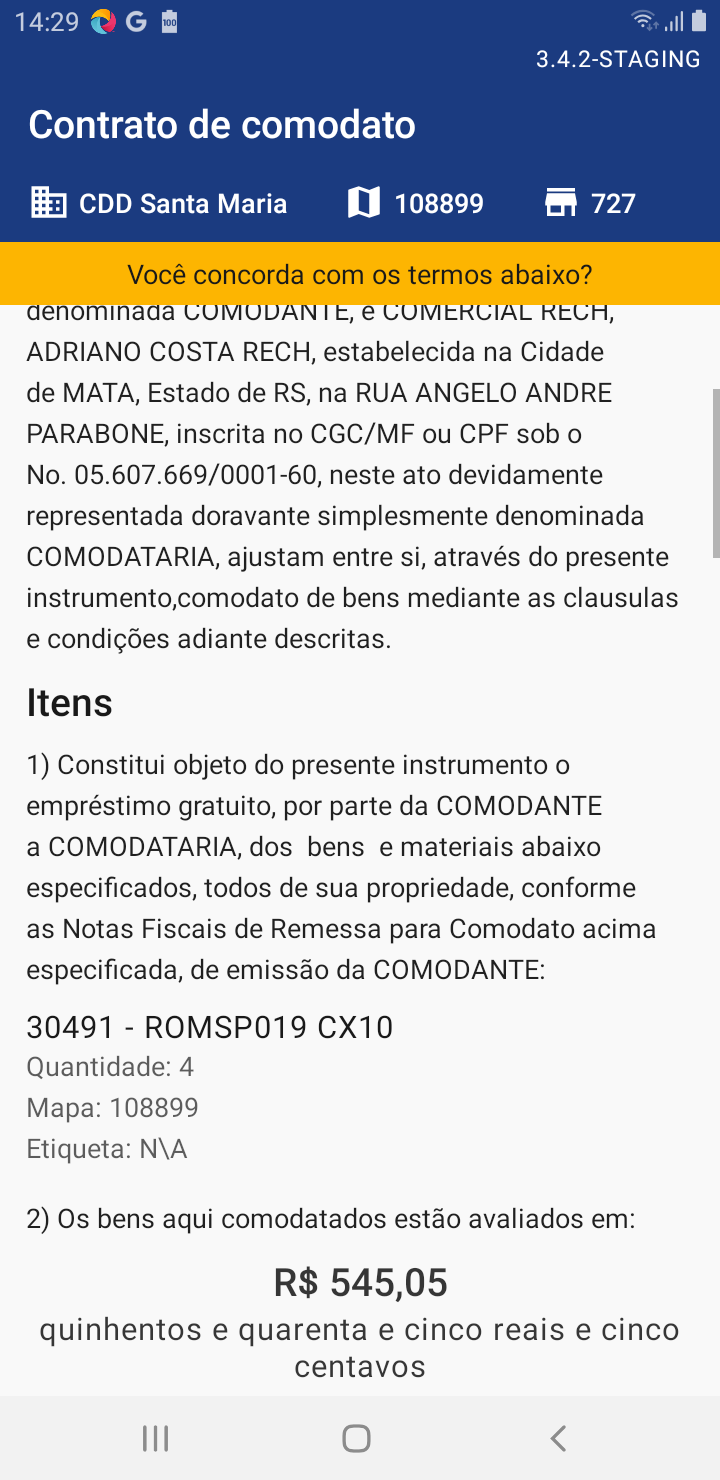 14:29 G 100
3.4.2-STAGING
Contrato de comodato
CDD Santa Maria 108899 727
Você concorda com os termos abaixo?
denominada COMODANTE, e COMERCIAL RECH,
ADRIANO COSTA RECH, estabelecida na Cidade
de MATA, Estado de RS, na RUA ANGELO ANDRE
PARABONE, inscrita no CGC/MF ou CPF sob o
No. 05.607.669/0001-60, neste ato devidamente
representada doravante simplesmente denominada
COMODATARIA, ajustam entre si, através do presente
instrumento,comodato de bens mediante as clausulas
e condições adiante descritas.
Itens
1) Constitui objeto do presente instrumento o
empréstimo gratuito, por parte da COMODANTE
a COMODATARIA, dos  bens  e materiais abaixo
especificados, todos de sua propriedade, conforme
as Notas Fiscais de Remessa para Comodato acima
especificada, de emissão da COMODANTE:
30491 - ROMSP019 CX10
Quantidade: 4
Mapa: 108899
Etiqueta: N\A
2) Os bens aqui comodatados estão avaliados em:
R$ 545,05
quinhentos e quarenta e cinco reais e cinco
centavos